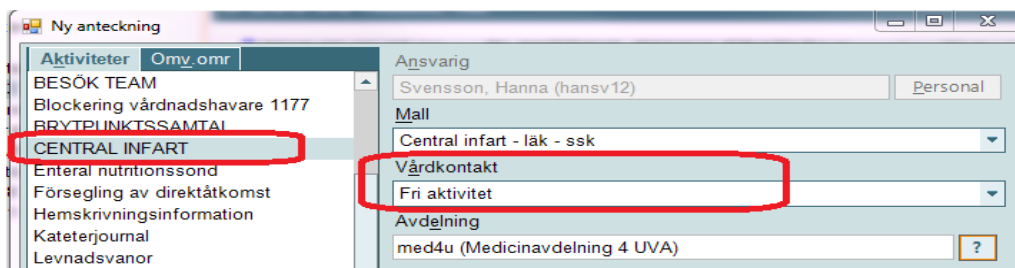 Ny anteckning
Aktiviteter Omv.omr
BESÖK TEAM
Blockering vårdnadshavare 1177
BRYTPUNKTSSAMTAL
CENTRAL INFART
Enteral nutritionssond
Försegling av direktåtkomst
Hemskrivningsinformation
Kateterjournal
Levnadsvanor
Ansvarig
Svensson, Hanna (hansv12) Personal
Mall
Central infart - läk - ssk
Vårdkontakt
Fri aktivitet
Avdelning
med4u (Medicinavdelning 4 UVA) ?